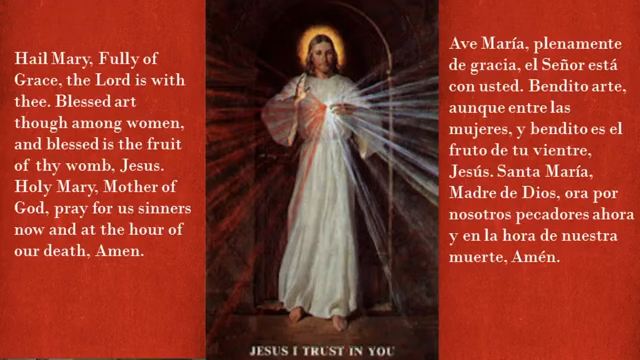 Hail Mary, Fully of
Grace, the Lord is with
thee. Blessed art
though among women,
and blessed is the fruit
of thy womb, Jesus.
Holy Mary, Mother of
God, pray for us sinners
now and at the hour of
our death, Amen.
JESUS I TRUST IN YOU
Ave María, plenamente
de gracia, el Señor está
con usted. Bendito arte,
aunque entre las
mujeres, y bendito es el
fruto de tu vientre,
Jesús. Santa María,
Madre de Dios, ora por
nosotros pecadores ahora
y en la hora de nuestra
muerte, Amén.